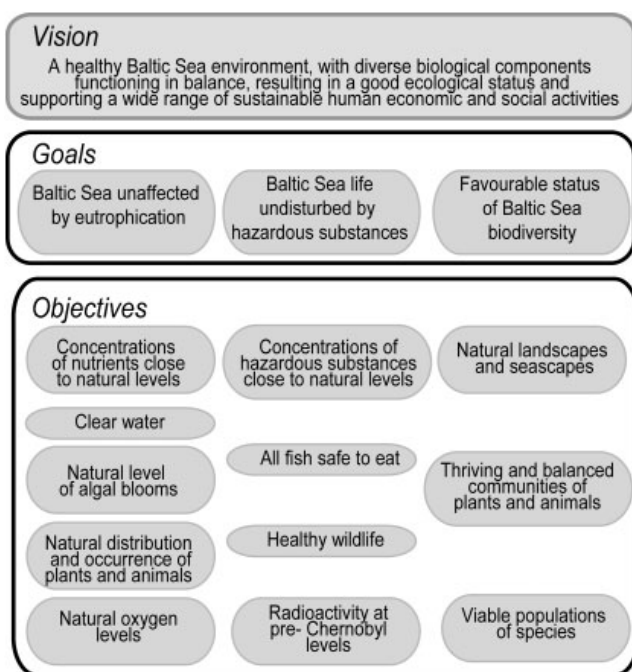 Vision
A healthy Baltic Sea environment, with diverse biological components
functioning in balance, resulting in a good ecological status and
supporting a wide range of sustainable human economic and social activities
Goals
Baltic Sea unaffected
by eutrophication
Baltic Sea life
undisturbed by
hazardous substances
Favourable status
of Baltic Sea
biodiversity
Objectives
Concentrations
of nutrients close
to natural levels
Clear water
Natural level
of algal blooms
Natural distribution
and occurrence of
plants and animals
Natural oxygen
levels
Concentrations of
hazardous substances
close to natural levels
All fish safe to eat
Healthy wildlife
Radioactivity at
pre- Chernobyl
levels
Natural landscapes
and seascapes
Thriving and balanced
communities of
plants and animals
Viable populations
of species